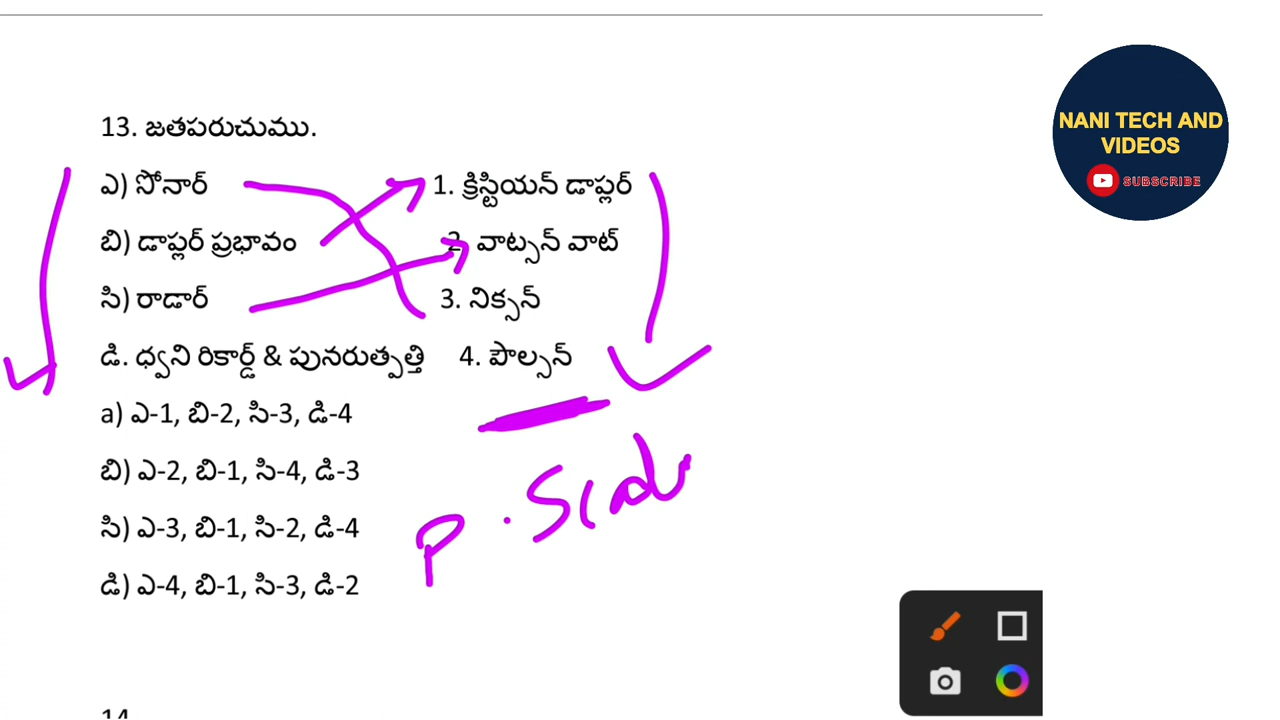 13. జతపరుచుము.
ఎ) సోనార్ 1. క్రిస్టియన్ డాప్లర్
బి) డాప్లర్ ప్రభావం 2. వాట్సన్ వాట్
సి) రాడార్ 3. నిక్సన్
డి. ధ్వని రికార్డ్ & పునరుత్పత్తి 4. పౌల్సన్
a) ఎ-1, బి-2, సి-3, డి-4
బి) ఎ-2, బి-1, సి-4, డి-3
సి) ఎ-3, బి-1, సి-2, డి-4
డి) ఎ-4, బి-1, సి-3, డి-2
NANI TECH AND
VIDEOS
SUBSCRIBE